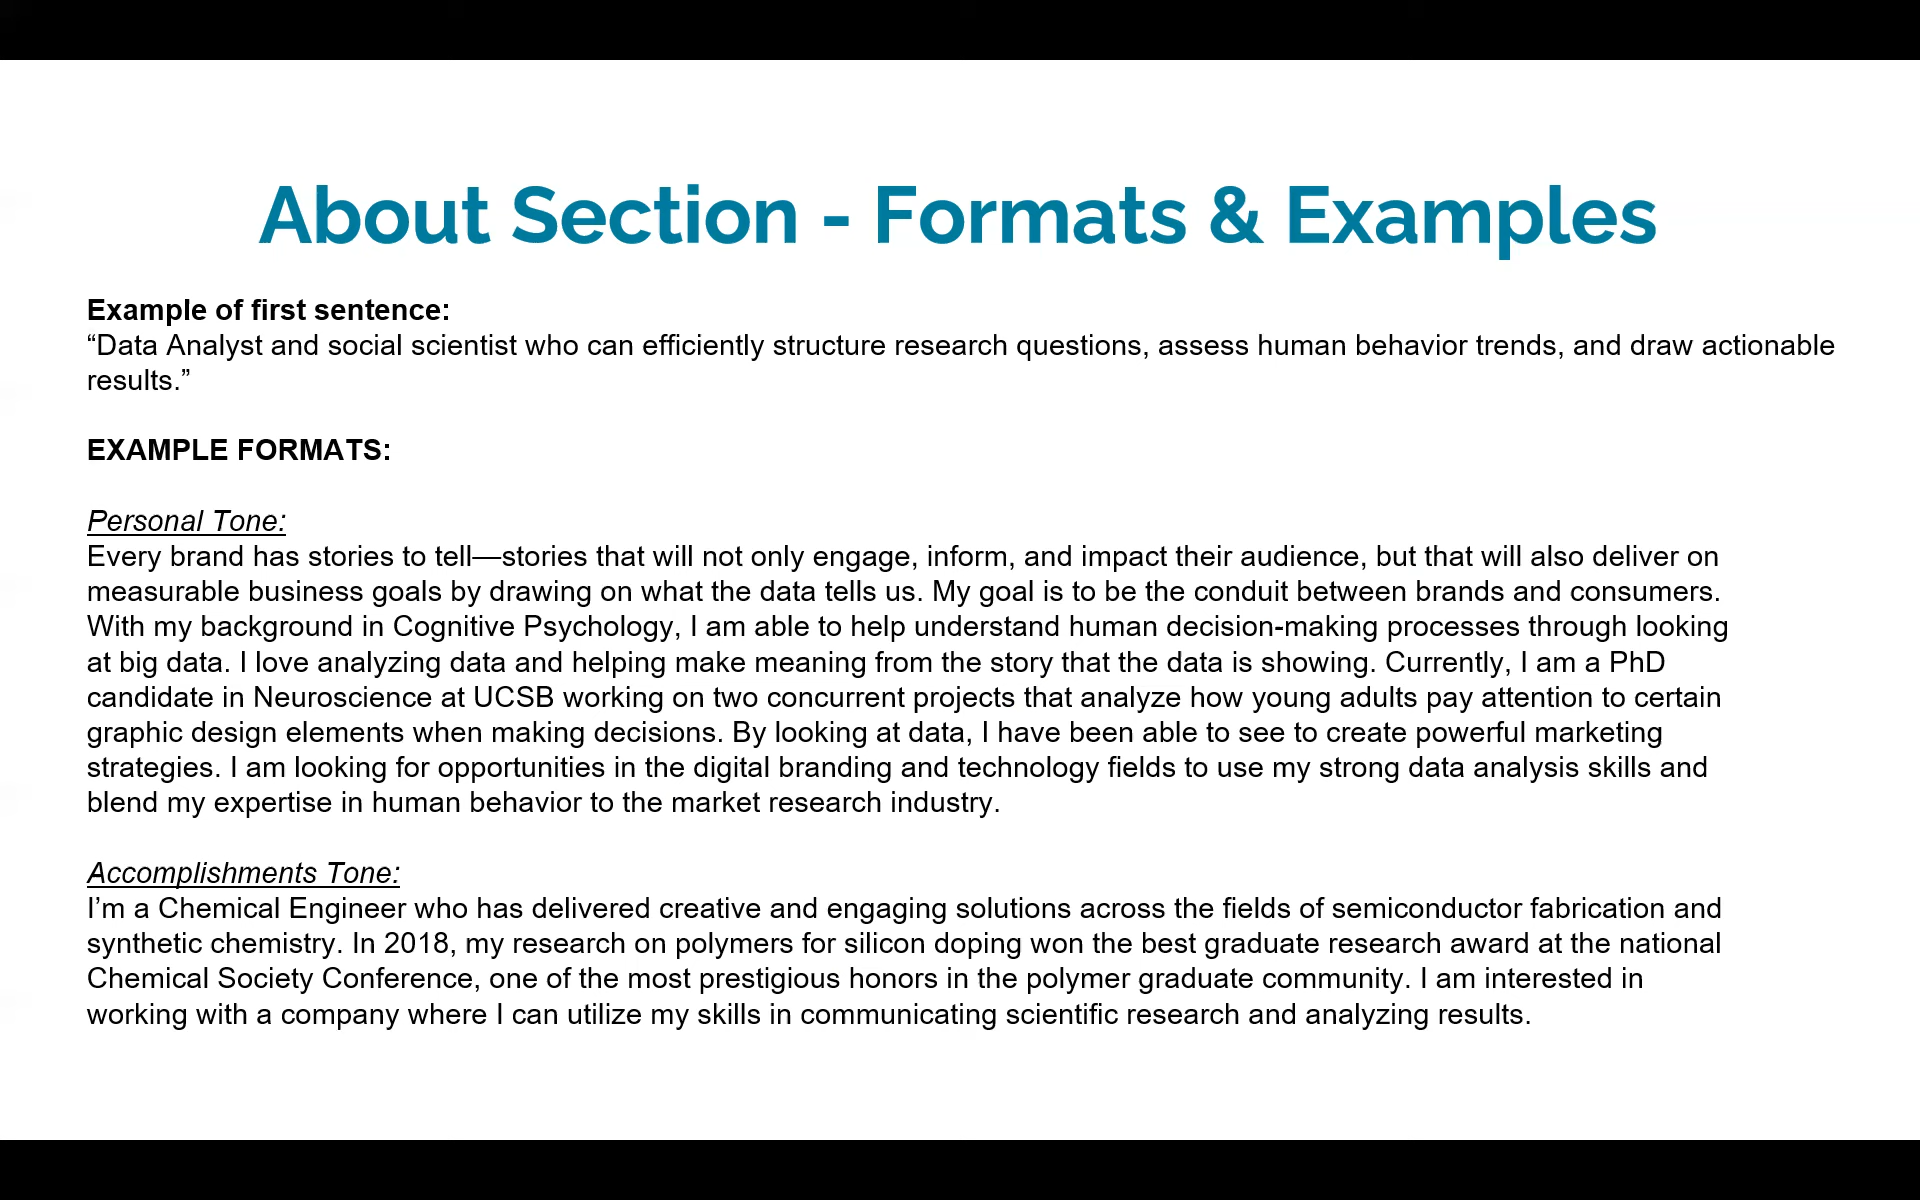 About Section - Formats & Examples
Example of first sentence:
“Data Analyst and social scientist who can efficiently structure research questions, assess human behavior trends, and draw actionable
results.”
EXAMPLE FORMATS:
Personal Tone:
Every brand has stories to tell—stories that will not only engage, inform, and impact their audience, but that will also deliver on
measurable business goals by drawing on what the data tells us. My goal is to be the conduit between brands and consumers.
With my background in Cognitive Psychology, I am able to help understand human decision-making processes through looking
at big data. I love analyzing data and helping make meaning from the story that the data is showing. Currently, I am a PhD
candidate in Neuroscience at UCSB working on two concurrent projects that analyze how young adults pay attention to certain
graphic design elements when making decisions. By looking at data, I have been able to see to create powerful marketing
strategies. I am looking for opportunities in the digital branding and technology fields to use my strong data analysis skills and
blend my expertise in human behavior to the market research industry.
Accomplishments Tone:
I’m a Chemical Engineer who has delivered creative and engaging solutions across the fields of semiconductor fabrication and
synthetic chemistry. In 2018, my research on polymers for silicon doping won the best graduate research award at the national
Chemical Society Conference, one of the most prestigious honors in the polymer graduate community. I am interested in
working with a company where I can utilize my skills in communicating scientific research and analyzing results.